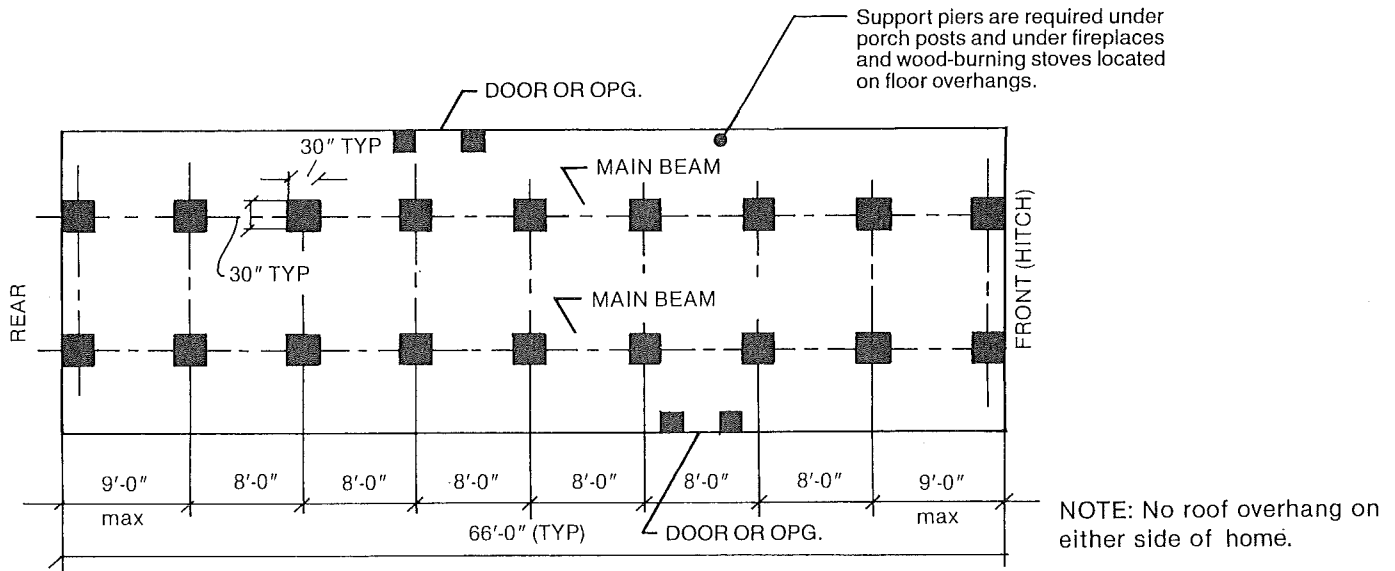 Support piers are required under
porch posts and under fireplaces
and wood-burning stoves located
on floor overhangs.
DOOR OR OPG.
30" TYP
MAIN BEAM
30" TYP
MAIN BEAM
REAR
FRONT (HITCH)
9'-0" 8'-0" 8'-0" 8'-0" 8'-0" 8'-0" 8'-0" 9'-0"
max max
66'-0" (TYP)
DOOR OR OPG.
NOTE: No roof overhang on
either side of home.